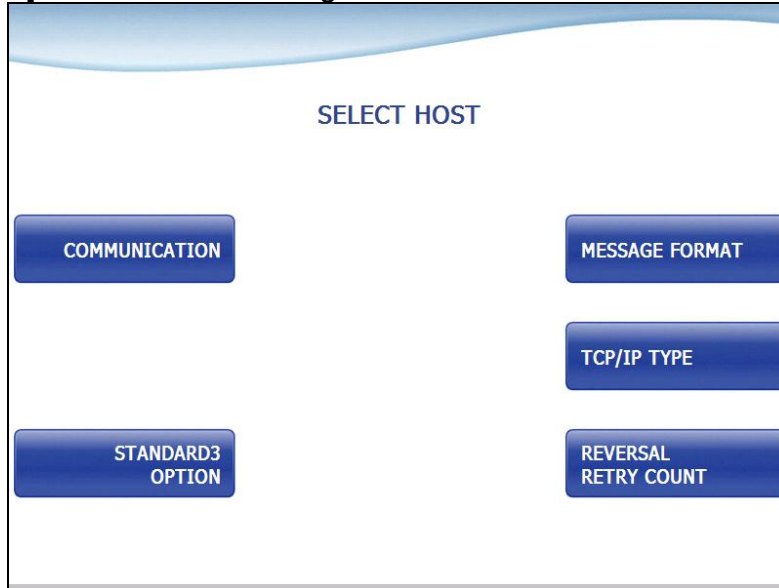 SELECT HOST
COMMUNICATION
MESSAGE FORMAT
TCP/IP TYPE
STANDARD3
OPTION
REVERSAL
RETRY COUNT